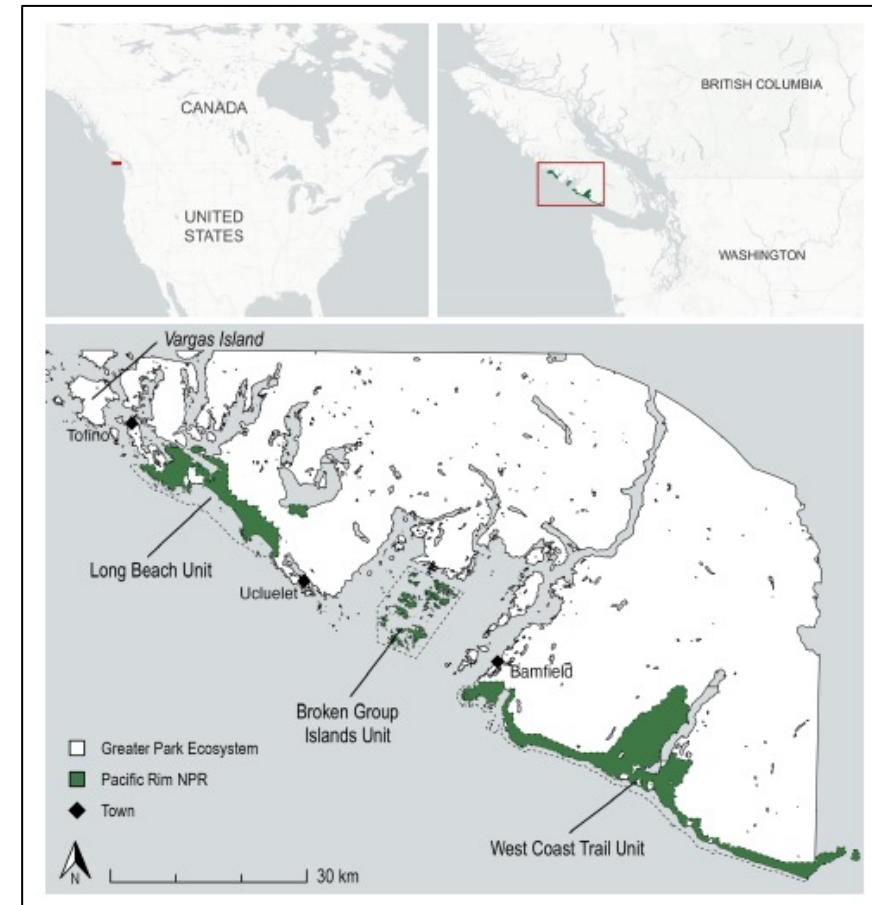 CANADA
UNITED
STATES
BRITISH COLUMBIA
WASHINGTON
Vargas Island
Tofino
Long Beach Unit
Ucluelet
Bamfield
Broken Group
Islands Unit
West Coast Trail Unit
Greater Park Ecosystem
Pacific Rim NPR
Town
N
30 km